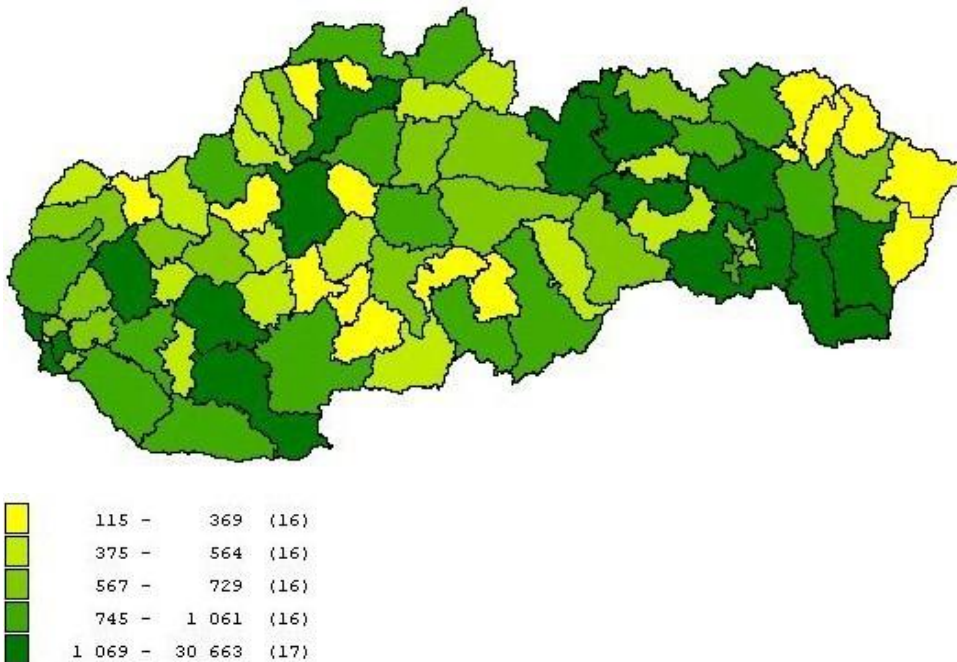 115 - 369 (16)
375 - 564 (16)
567 - 729 (16)
745 - 1 061 (16)
1 069 - 30 663 (17)